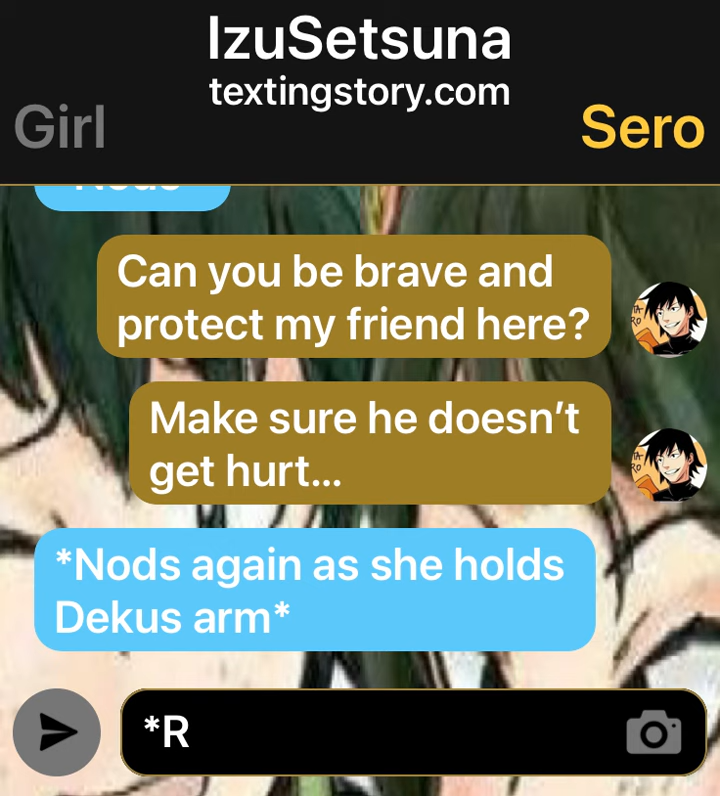 IzuSetsuna
textingstory.com
Girl
Sero
Nods
Can you be brave and
protect my friend here?
Make sure he doesn’t
get hurt...
*Nods again as she holds
Dekus arm*
*R